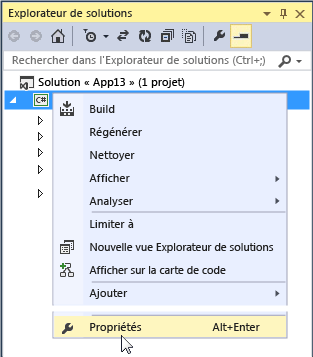 Explorateur de solutions
Rechercher dans l'Explorateur de solutions (Ctrl+;)
Solution « App13 » (1 projet)
C#
Build
Régénérer
Nettoyer
Afficher
Analyser
Limiter à
Nouvelle vue Explorateur de solutions
Afficher sur la carte de code
Ajouter
Propriétés Alt+Enter